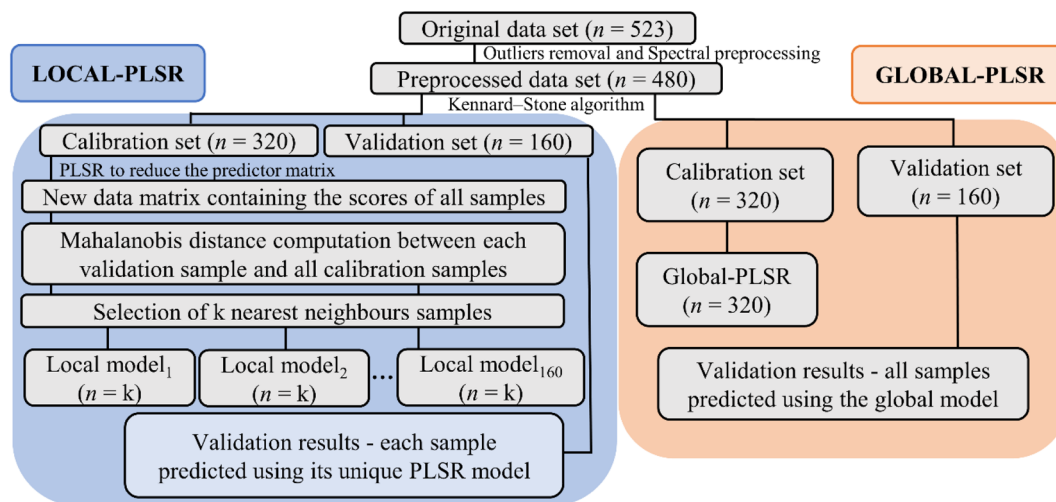 Original data set (n = 523)
Outliers removal and Spectral preprocessing
LOCAL-PLSR
Preprocessed data set (n = 480)
GLOBAL-PLSR
Kennard–Stone algorithm
Calibration set (n = 320)
Validation set (n = 160)
PLSR to reduce the predictor matrix
New data matrix containing the scores of all samples
Mahalanobis distance computation between each
validation sample and all calibration samples
Selection of k nearest neighbours samples
Local model1
(n = k)
Local model2
(n = k)
...
Local model160
(n = k)
Validation results - each sample
predicted using its unique PLSR model
Calibration set
(n = 320)
Validation set
(n = 160)
Global-PLSR
(n = 320)
Validation results - all samples
predicted using the global model